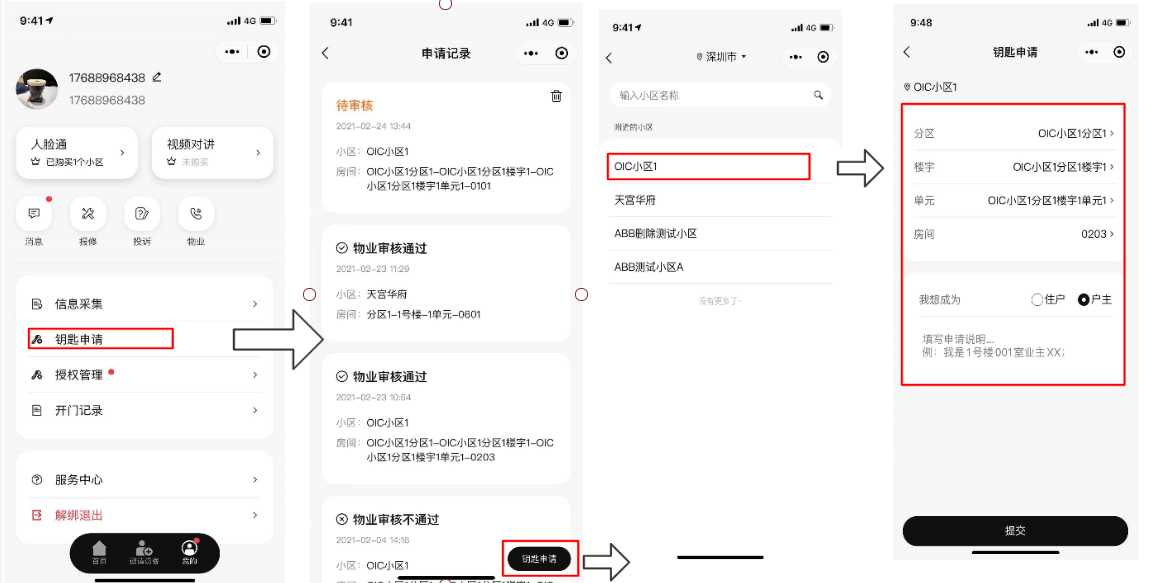 9:41
4G
17688968438
17688968438
人脸通
已购买1个小区
视频对讲
未购买
消息
报修
投诉
物业
信息采集
钥匙申请
授权管理
开门记录
服务中心
解绑退出
首页
邀请访客
我的
9:41
4G
申请记录
待审核
2021-02-24 13:44
小区: OIC小区1
房间: OIC小区1分区1-OIC小区1分区1楼宇1-OIC
小区1分区1楼宇1单元1-0101
物业审核通过
2021-02-23 11:29
小区: 天宫华府
房间: 分区1-1号楼-1单元-0601
物业审核通过
2021-02-23 10:54
小区: OIC小区1
房间: OIC小区1分区1-OIC小区1分区1楼宇1-OIC
小区1分区1楼宇1单元1-0203
物业审核不通过
2021-02-04 14:16
小区: OIC小区1
钥匙申请
9:41
4G
深圳市
输入小区名称
附近的小区
OIC小区1
天宫华府
ABB删除测试小区
ABB测试小区A
没有更多了~
9:48
4G
钥匙申请
OIC小区1
分区 OIC小区1分区1
楼宇 OIC小区1分区1楼宇1
单元 OIC小区1分区1楼宇1单元1
房间 0203
我想成为 住户 户主
填写申请说明...
例: 我是1号楼001室业主XX;
提交